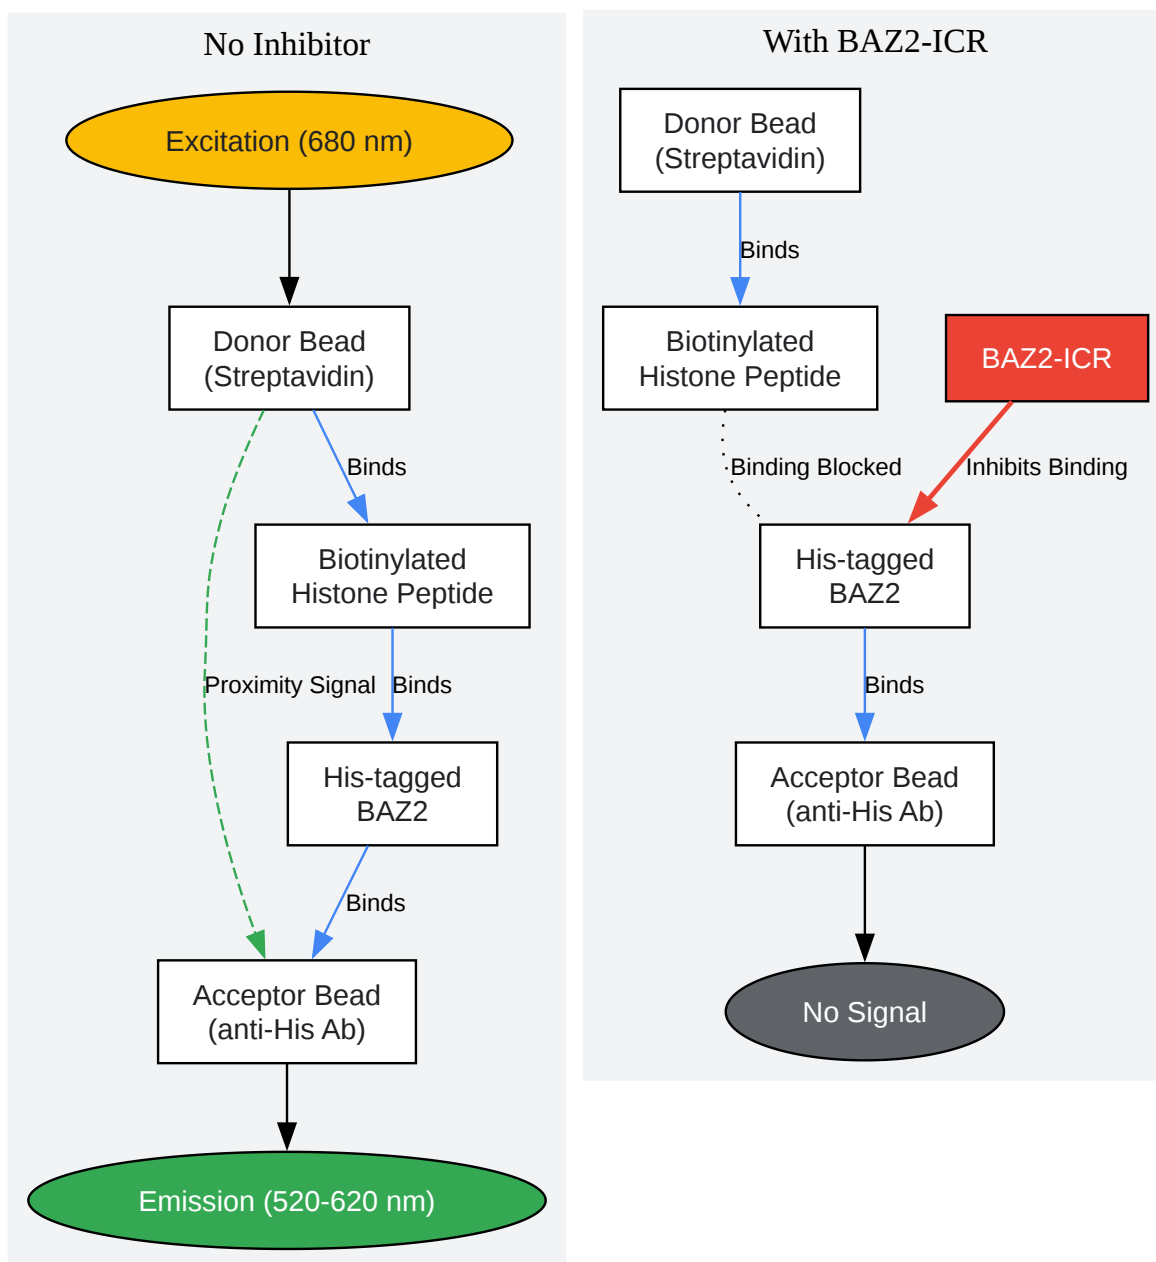 No Inhibitor
Excitation (680 nm)
Donor Bead
(Streptavidin)
Binds
Biotinylated
Histone Peptide
Proximity Signal
Binds
His-tagged
BAZ2
Binds
Acceptor Bead
(anti-His Ab)
Emission (520-620 nm)
With BAZ2-ICR
Donor Bead
(Streptavidin)
Binds
Biotinylated
Histone Peptide
BAZ2-ICR
Binding Blocked
Inhibits Binding
His-tagged
BAZ2
Binds
Acceptor Bead
(anti-His Ab)
No Signal